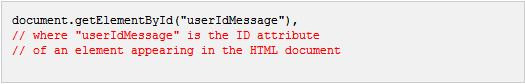 document.getElementById("userIdMessage"),
// where "userIdMessage" is the ID attribute
// of an element appearing in the HTML document